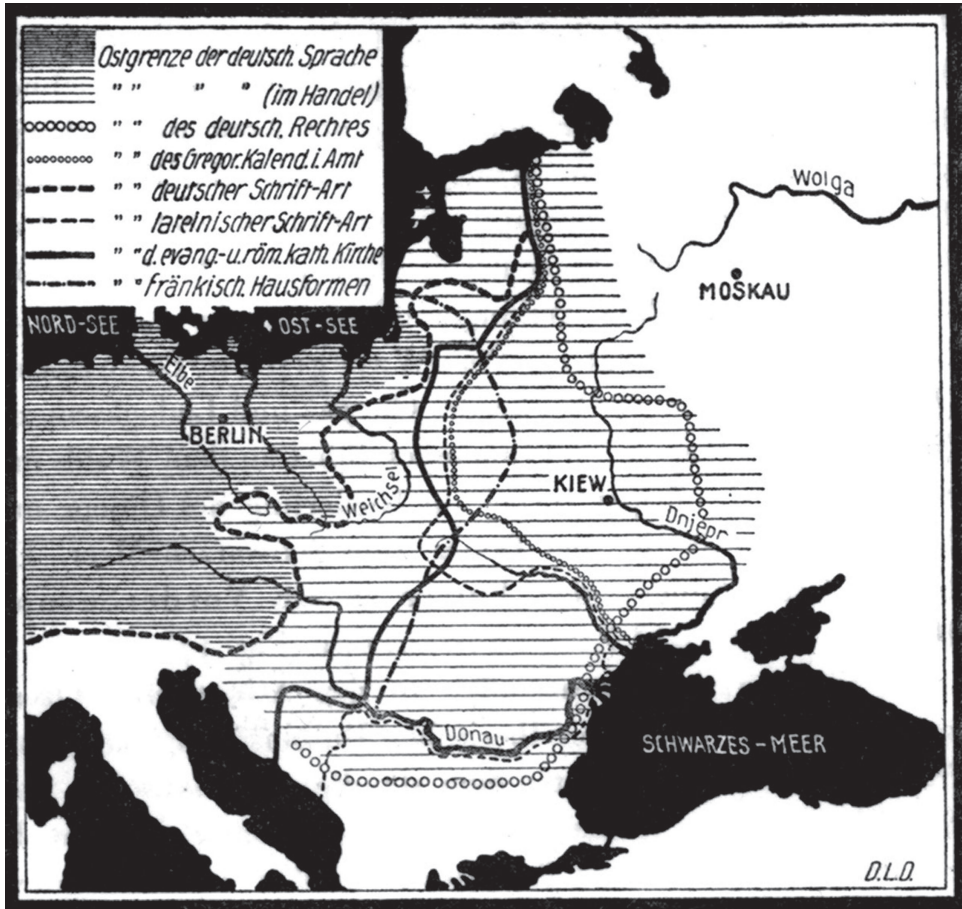 Ostgrenze der deutsch. Sprache
" " " " (im Handel)
" " des deutsch. Rechtes
" " des Gregor. Kalend. i. Amt
" " deutscher Schrift-Art
" " lateinischer Schrift-Art
" " d. evang.-u. röm. kath. Kirche
" " fränkisch. Hausformen
Wolga
MOSKAU
NORD-SEE
OST-SEE
Elbe
BERLIN
Weichsel
KIEW
Dnjepr
Donau
SCHWARZES-MEER
D.L.D.